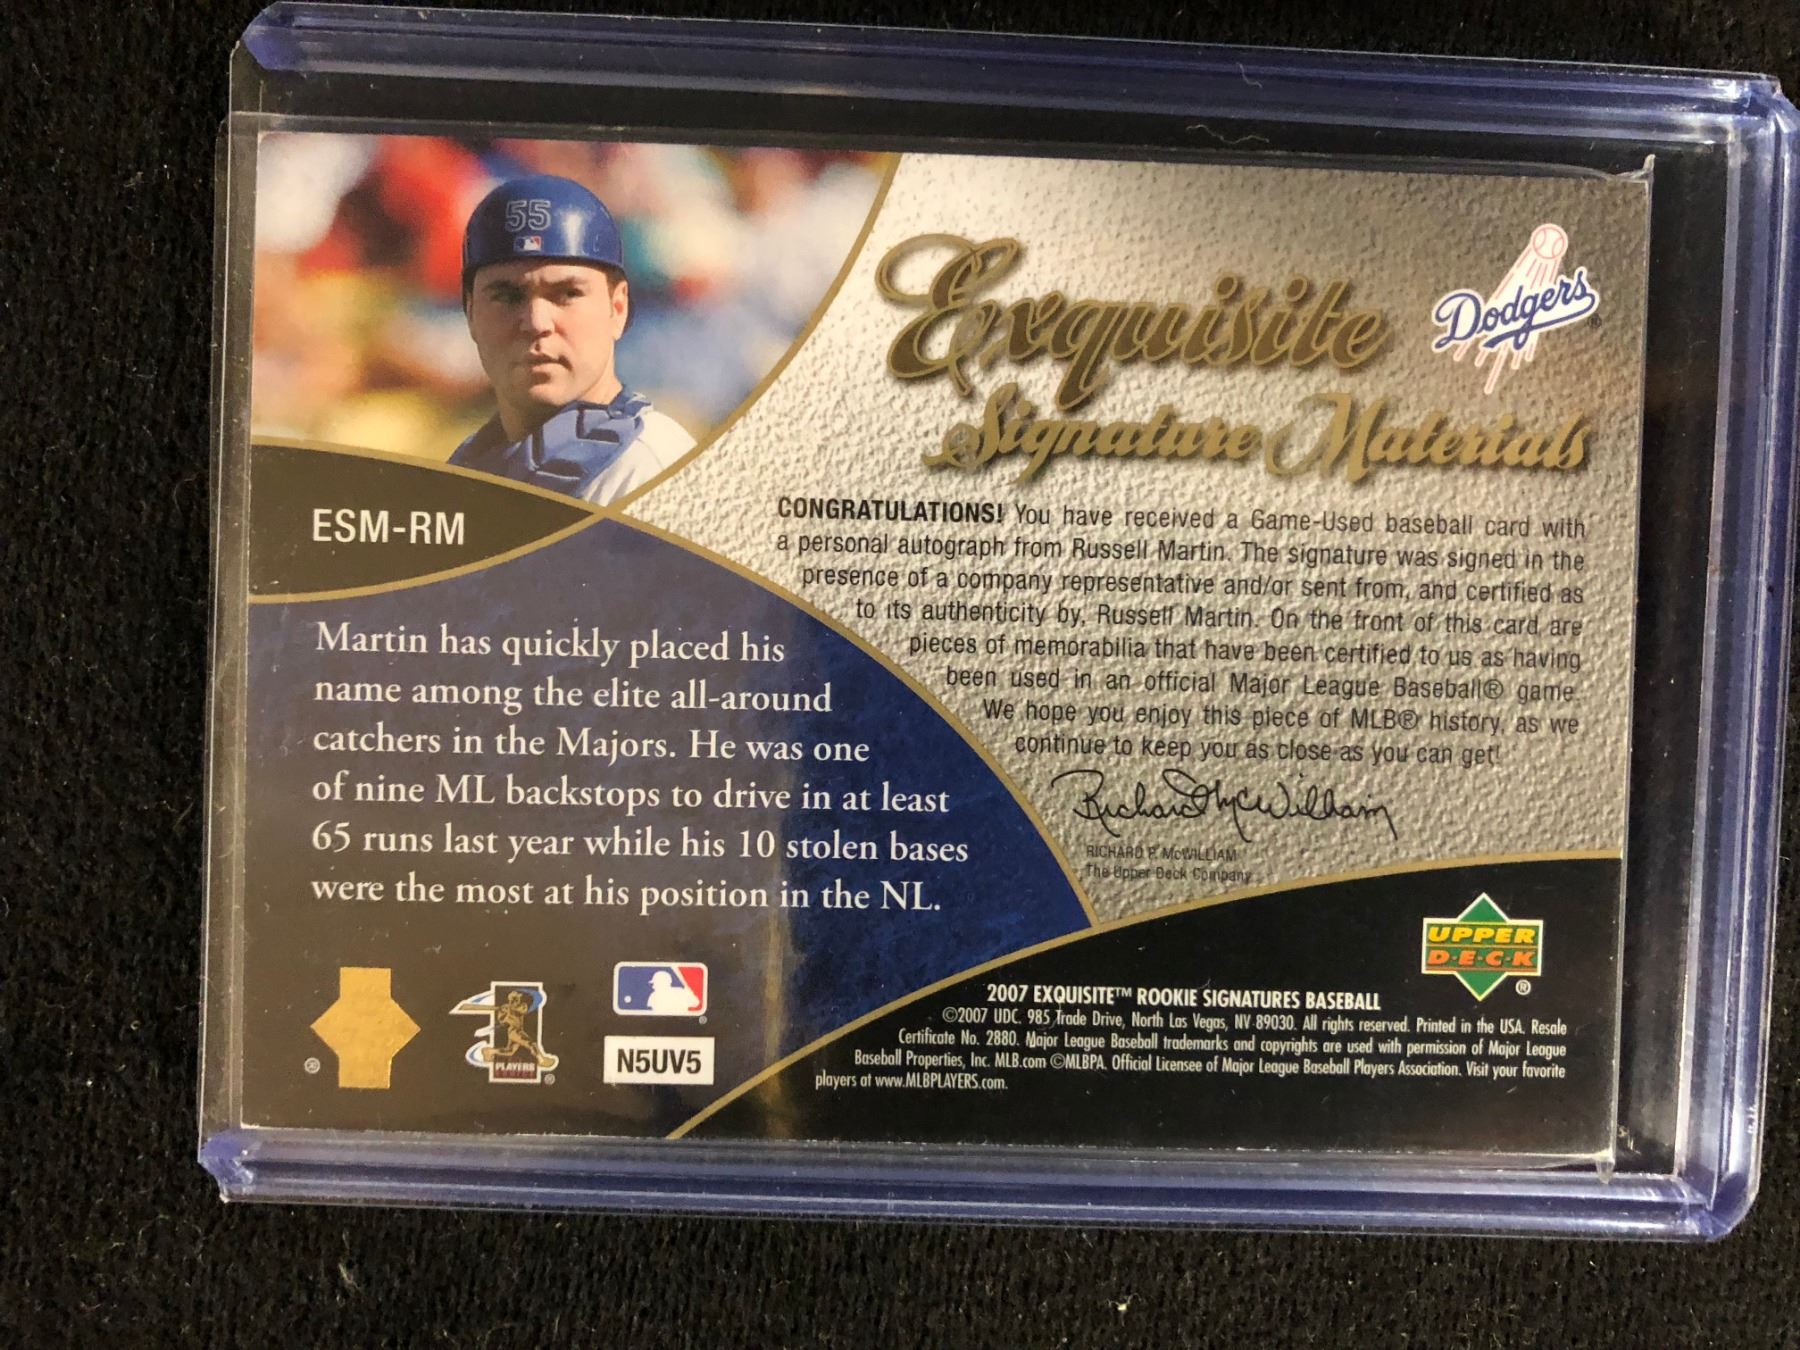 55
Exquisite
Signature Materials
Dodgers
ESM-RM
CONGRATULATIONS! You have received a Game-Used baseball card with
a personal autograph from Russell Martin. The signature was signed in the
presence of a company representative and/or sent from, and certified as
to its authenticity by, Russell Martin. On the front of this card are
pieces of memorabilia that have been certified to us as having
been used in an official Major League Baseball® game.
We hope you enjoy this piece of MLB® history, as we
continue to keep you as close as you can get!
Richard P. McWilliam
RICHARD P. McWILLIAM
The Upper Deck Company
Martin has quickly placed his
name among the elite all-around
catchers in the Majors. He was one
of nine ML backstops to drive in at least
65 runs last year while his 10 stolen bases
were the most at his position in the NL.
UPPER
D·E·C·K
®
PLAYERS
N5UV5
2007 EXQUISITE™ ROOKIE SIGNATURES BASEBALL
©2007 UDC. 985 Trade Drive, North Las Vegas, NV 89030. All rights reserved. Printed in the USA. Resale
Certificate No. 2880. Major League Baseball trademarks and copyrights are used with permission of Major League
Baseball Properties, Inc. MLB.com ©MLBPA. Official Licensee of Major League Baseball Players Association. Visit your favorite
players at www.MLBPLAYERS.com.